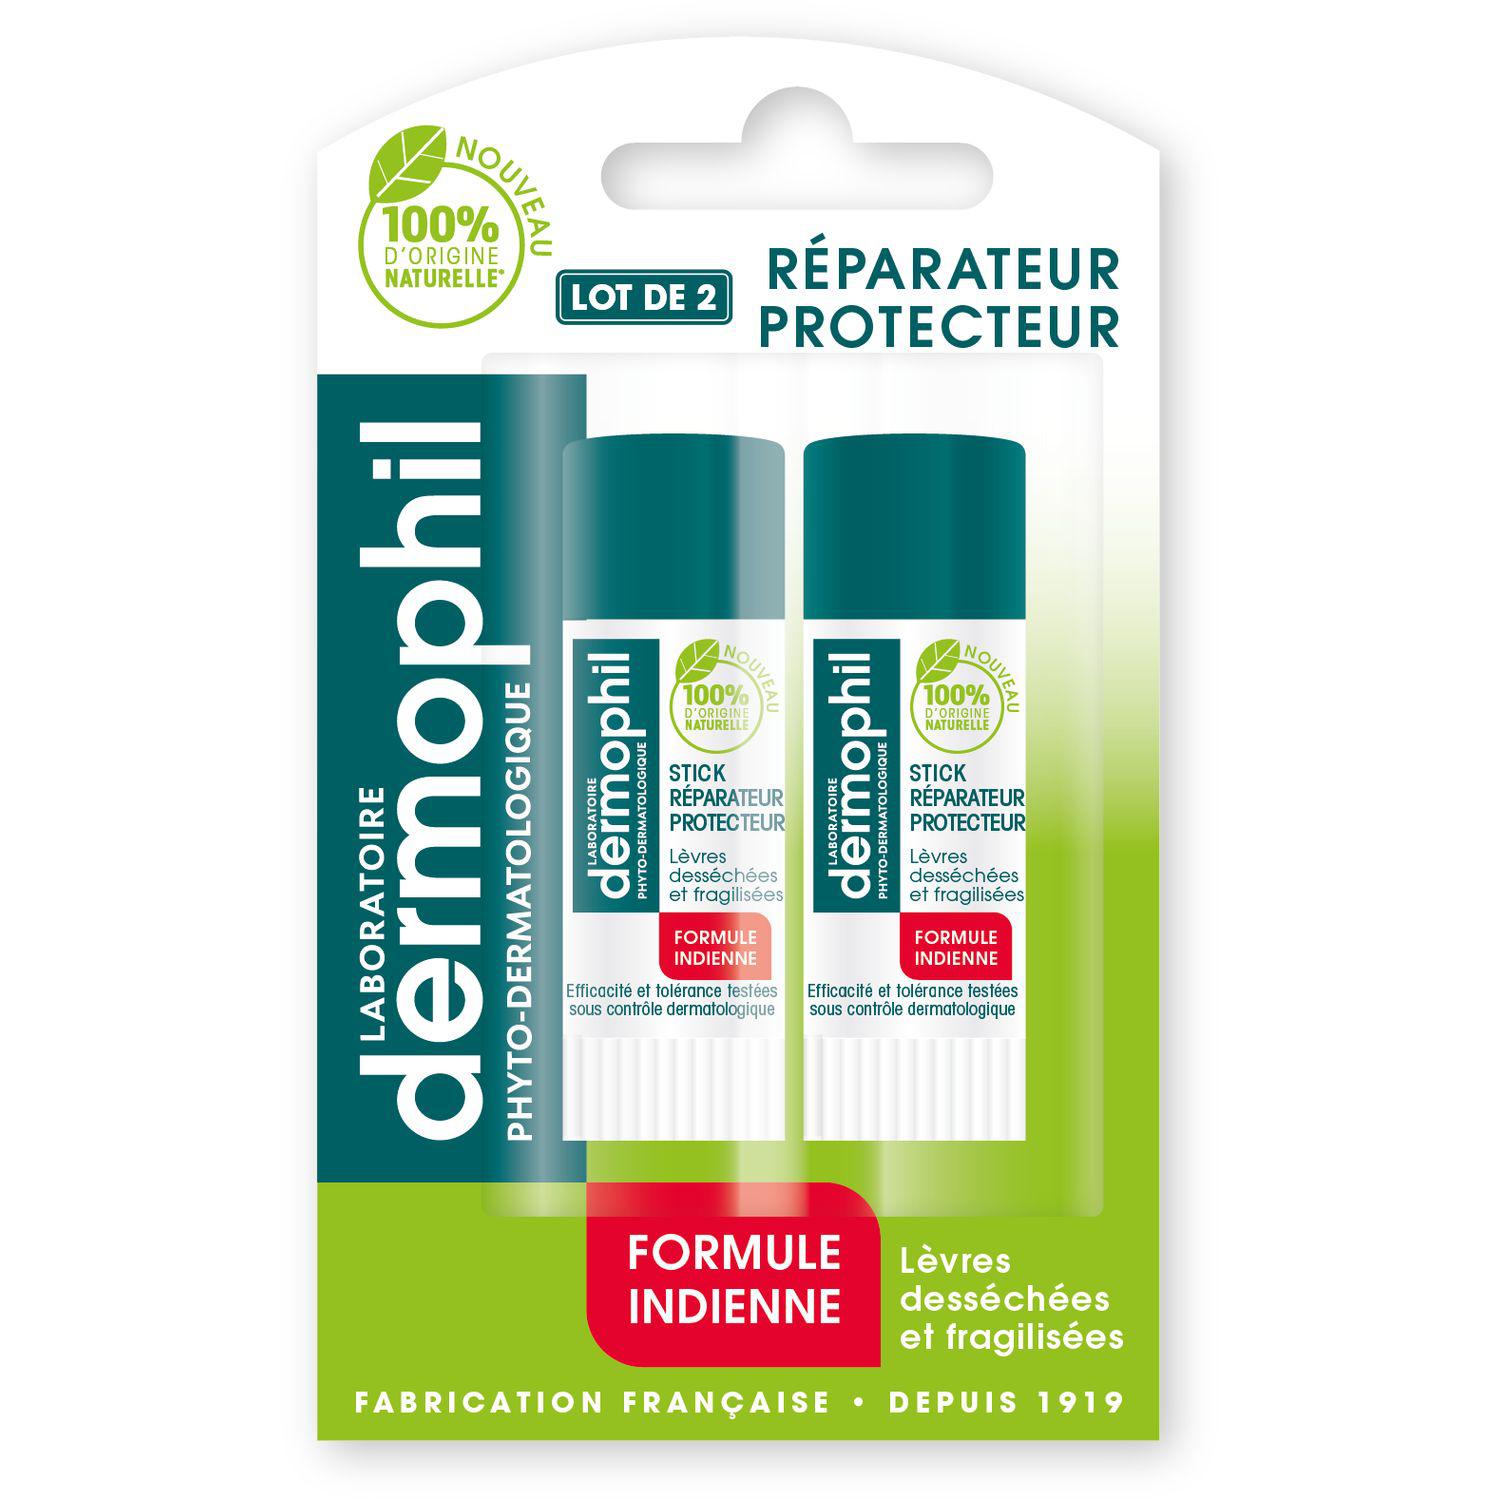 NOUVEAU
100%
D'ORIGINE
NATURELLE*
LOT DE 2
RÉPARATEUR
PROTECTEUR
LABORATOIRE
dermophil
PHYTO-DERMATOLOGIQUE
LABORATOIRE
dermophil
PHYTO-DERMATOLOGIQUE
NOUVEAU
100%
D'ORIGINE
NATURELLE
STICK
RÉPARATEUR
PROTECTEUR
Lèvres
desséchées
et fragilisées
FORMULE
INDIENNE
Efficacité et tolérance testées
sous contrôle dermatologique
LABORATOIRE
dermophil
PHYTO-DERMATOLOGIQUE
NOUVEAU
100%
D'ORIGINE
NATURELLE
STICK
RÉPARATEUR
PROTECTEUR
Lèvres
desséchées
et fragilisées
FORMULE
INDIENNE
Efficacité et tolérance testées
sous contrôle dermatologique
FORMULE
INDIENNE
Lèvres
desséchées
et fragilisées
FABRICATION FRANÇAISE • DEPUIS 1919